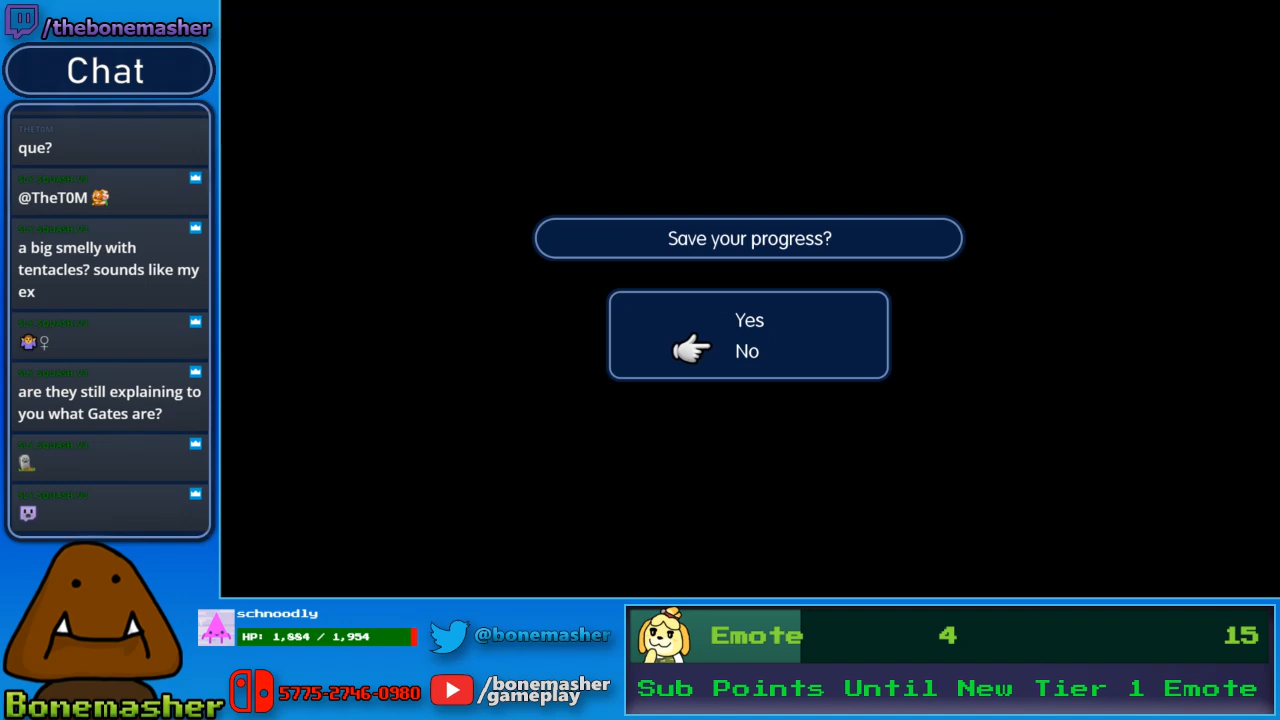 /thebonemasher
Chat
THET0M
que?
@TheT0M
a big smelly with
tentacles? sounds like my
ex
are they still explaining to
you what Gates are?
Save your progress?
Yes
No
schnoodly
HP: 1,884 / 1,954
@bonemasher
5775-2746-0980
/bonemasher
gameplay
Bonemasher
Emote 4 15
Sub Points Until New Tier 1 Emote